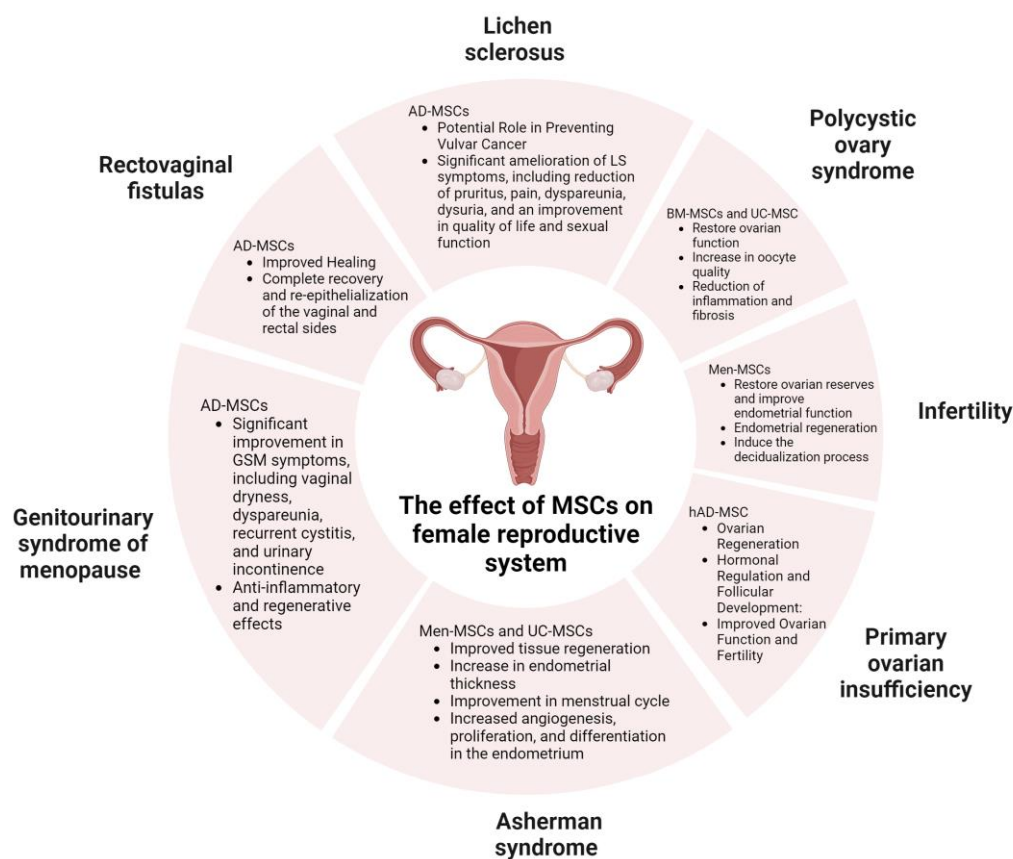 Lichen
sclerosus
AD-MSCs
• Potential Role in Preventing
Vulvar Cancer
• Significant amelioration of LS
symptoms, including reduction
of pruritus, pain, dyspareunia,
dysuria, and an improvement
in quality of life and sexual
function
Polycystic
ovary
syndrome
BM-MSCs and UC-MSC
• Restore ovarian
function
• Increase in oocyte
quality
• Reduction of
inflammation and
fibrosis
Infertility
Men-MSCs
• Restore ovarian reserves
and improve
endometrial function
• Endometrial regeneration
• Induce the
decidualization process
Primary
ovarian
insufficiency
hAD-MSC
• Ovarian
Regeneration
• Hormonal
Regulation and
Follicular
Development:
• Improved Ovarian
Function and
Fertility
Asherman
syndrome
Men-MSCs and UC-MSCs
• Improved tissue regeneration
• Increase in endometrial
thickness
• Improvement in menstrual cycle
• Increased angiogenesis,
proliferation, and differentiation
in the endometrium
Genitourinary
syndrome of
menopause
AD-MSCs
• Significant
improvement in
GSM symptoms,
including vaginal
dryness,
dyspareunia,
recurrent cystitis,
and urinary
incontinence
• Anti-inflammatory
and regenerative
effects
Rectovaginal
fistulas
AD-MSCs
• Improved Healing
• Complete recovery
and re-epithelialization
of the vaginal and
rectal sides
The effect of MSCs on
female reproductive
system